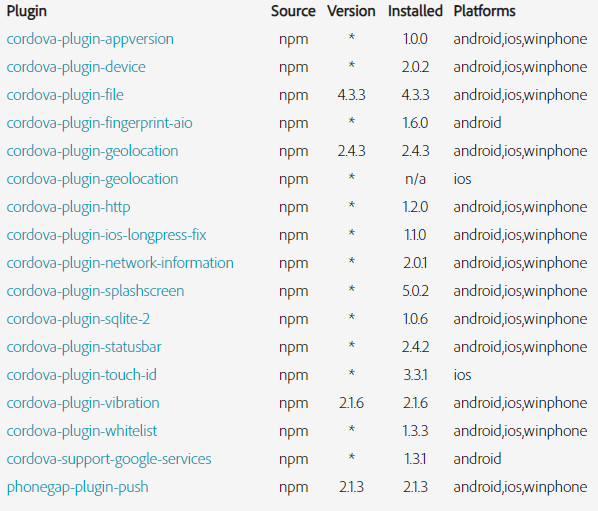 Plugin Source Version Installed Platforms
cordova-plugin-appversion npm * 1.0.0 android,ios,winphone
cordova-plugin-device npm * 2.0.2 android,ios,winphone
cordova-plugin-file npm 4.3.3 4.3.3 android,ios,winphone
cordova-plugin-fingerprint-aio npm * 1.6.0 android
cordova-plugin-geolocation npm 2.4.3 2.4.3 android,ios,winphone
cordova-plugin-geolocation npm * n/a ios
cordova-plugin-http npm * 1.2.0 android,ios,winphone
cordova-plugin-ios-longpress-fix npm * 1.1.0 android,ios,winphone
cordova-plugin-network-information npm * 2.0.1 android,ios,winphone
cordova-plugin-splashscreen npm * 5.0.2 android,ios,winphone
cordova-plugin-sqlite-2 npm * 1.0.6 android,ios,winphone
cordova-plugin-statusbar npm * 2.4.2 android,ios,winphone
cordova-plugin-touch-id npm * 3.3.1 ios
cordova-plugin-vibration npm 2.1.6 2.1.6 android,ios,winphone
cordova-plugin-whitelist npm * 1.3.3 android,ios,winphone
cordova-support-google-services npm * 1.3.1 android
phonegap-plugin-push npm 2.1.3 2.1.3 android,ios,winphone